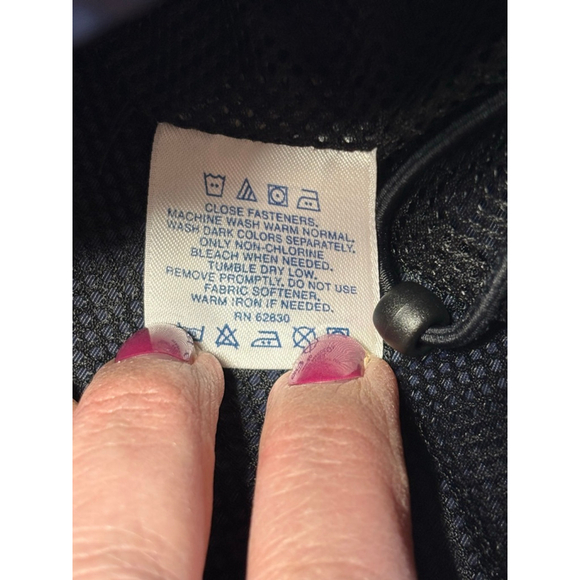 CLOSE FASTENERS.
MACHINE WASH WARM NORMAL.
WASH DARK COLORS SEPARATELY.
ONLY NON-CHLORINE
BLEACH WHEN NEEDED.
TUMBLE DRY LOW.
REMOVE PROMPTLY. DO NOT USE
FABRIC SOFTENER.
WARM IRON IF NEEDED.
RN 62830